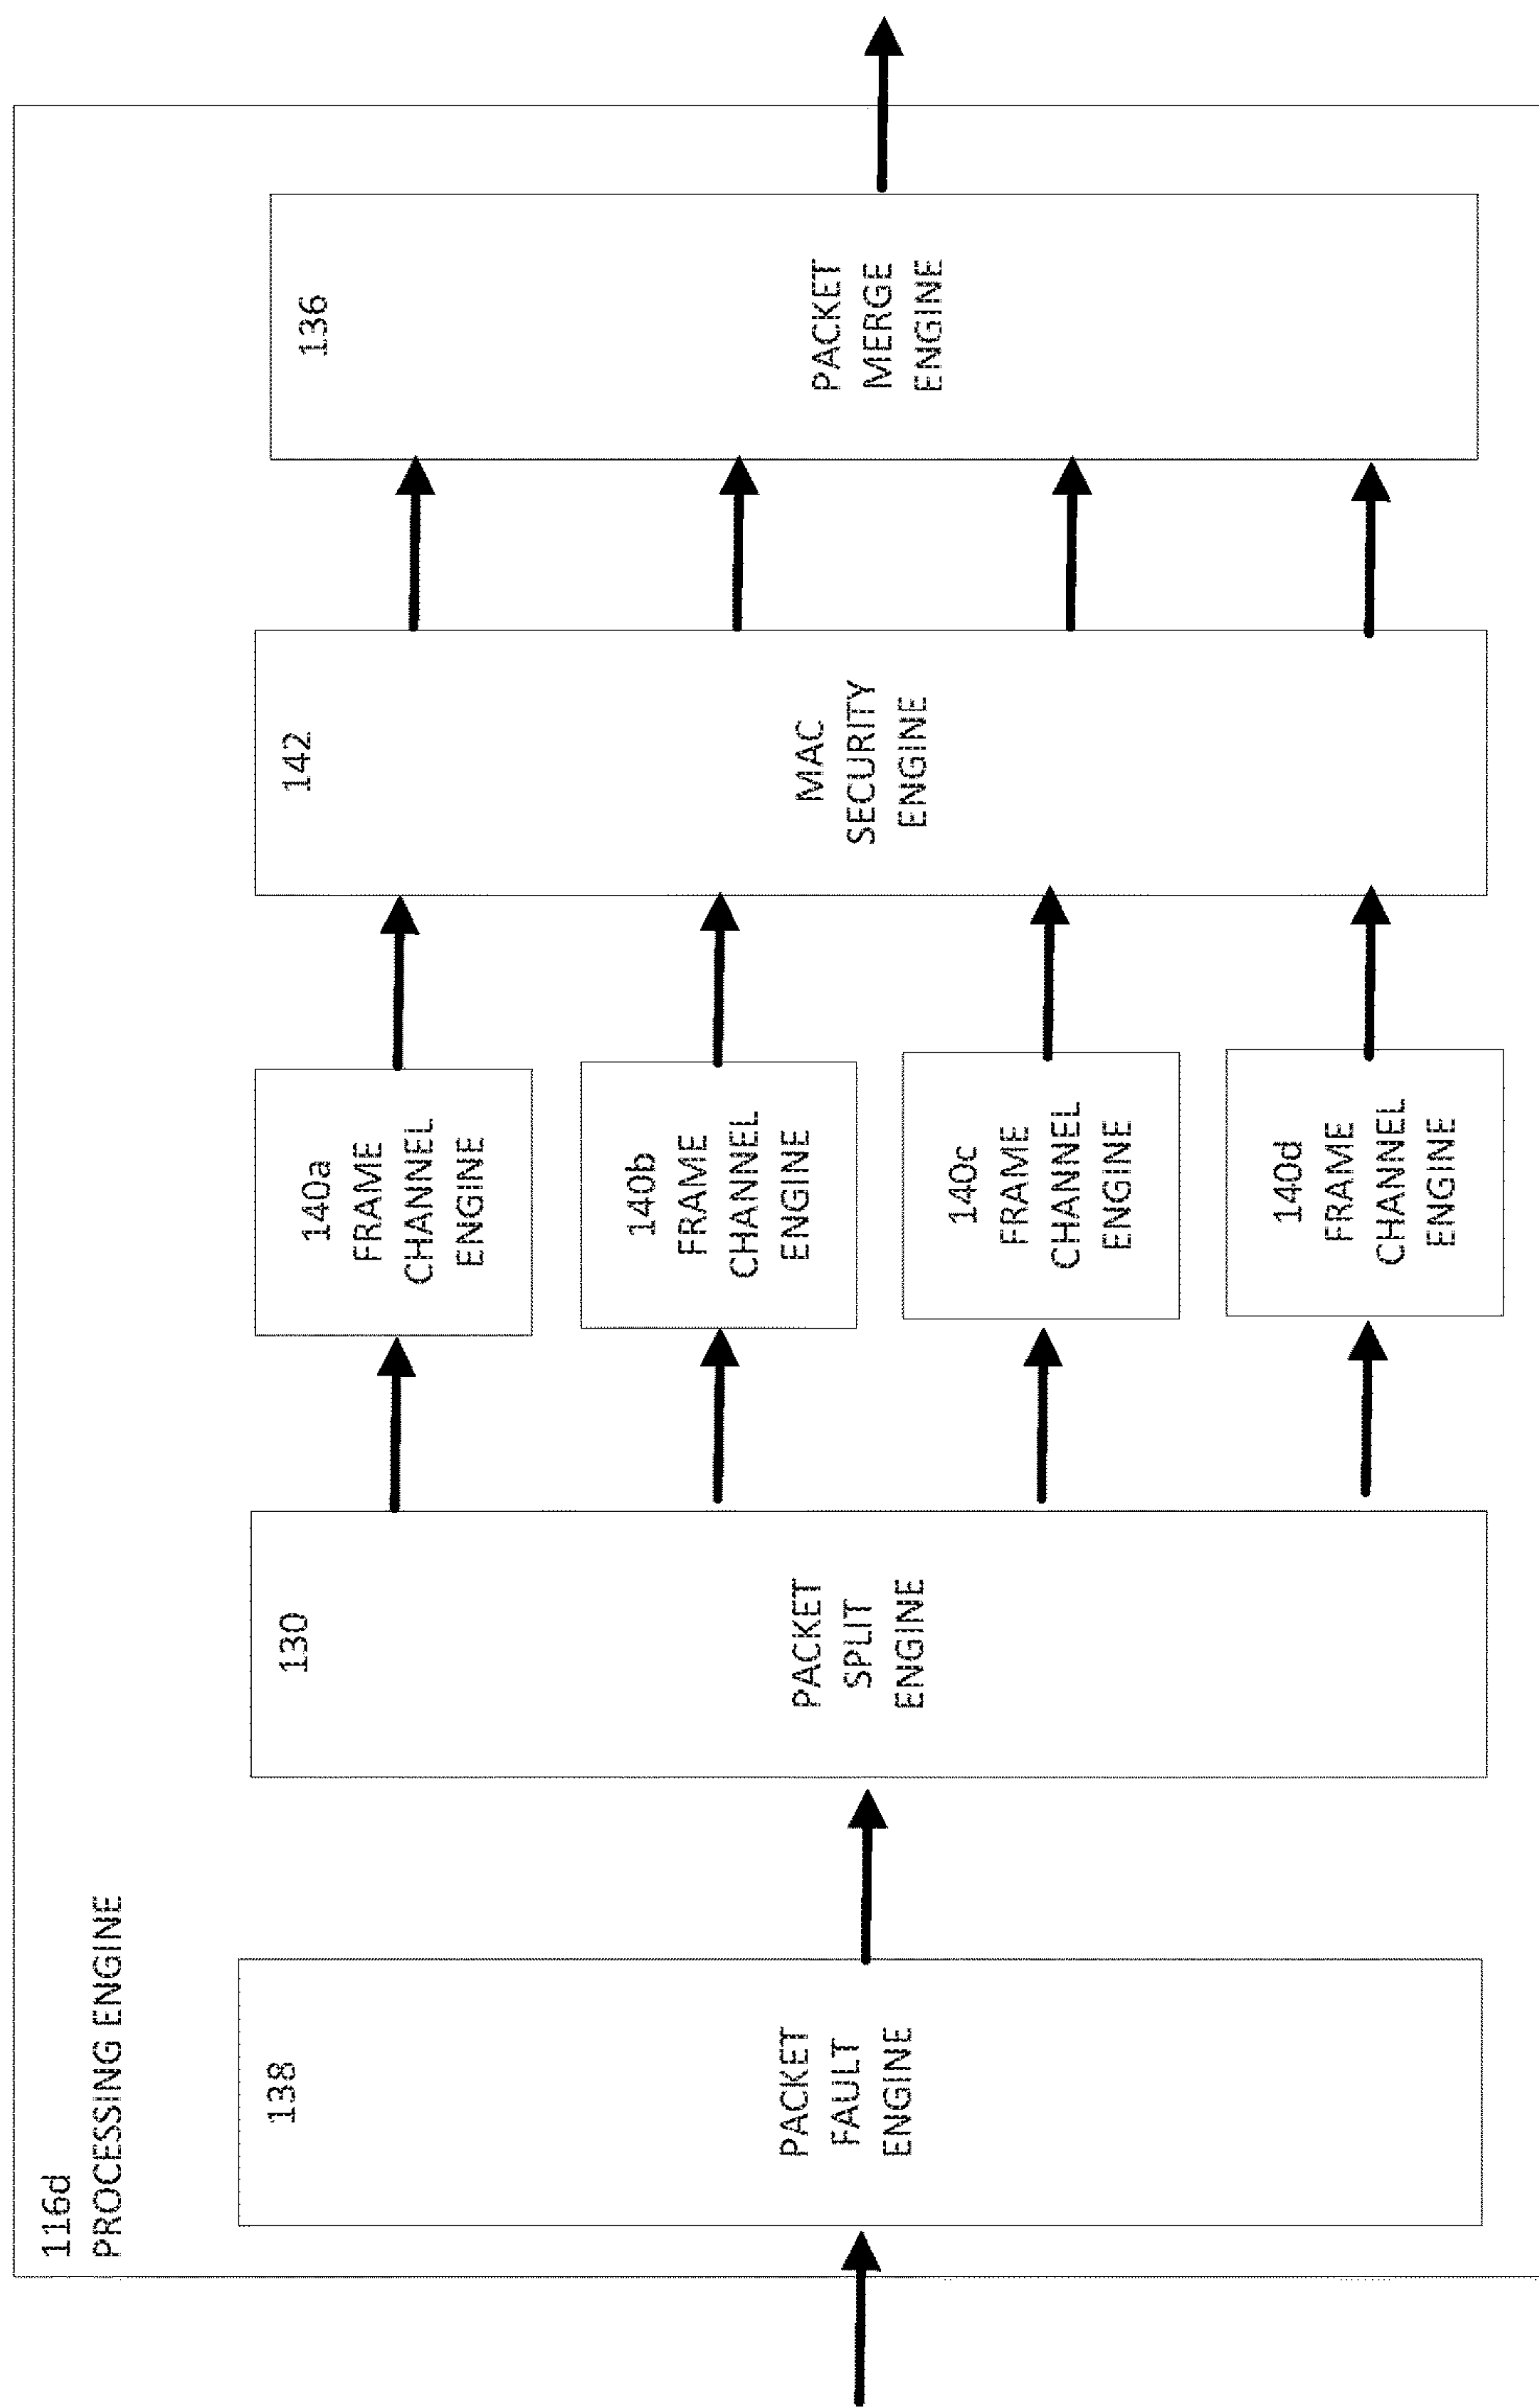 116d
PROCESSING ENGINE
138
PACKET
FAULT
ENGINE
130
PACKET
SPLIT
ENGINE
140a
FRAME
CHANNEL
ENGINE
140b
FRAME
CHANNEL
ENGINE
140c
FRAME
CHANNEL
ENGINE
140d
FRAME
CHANNEL
ENGINE
142
MAC
SECURITY
ENGINE
136
PACKET
MERGE
ENGINE